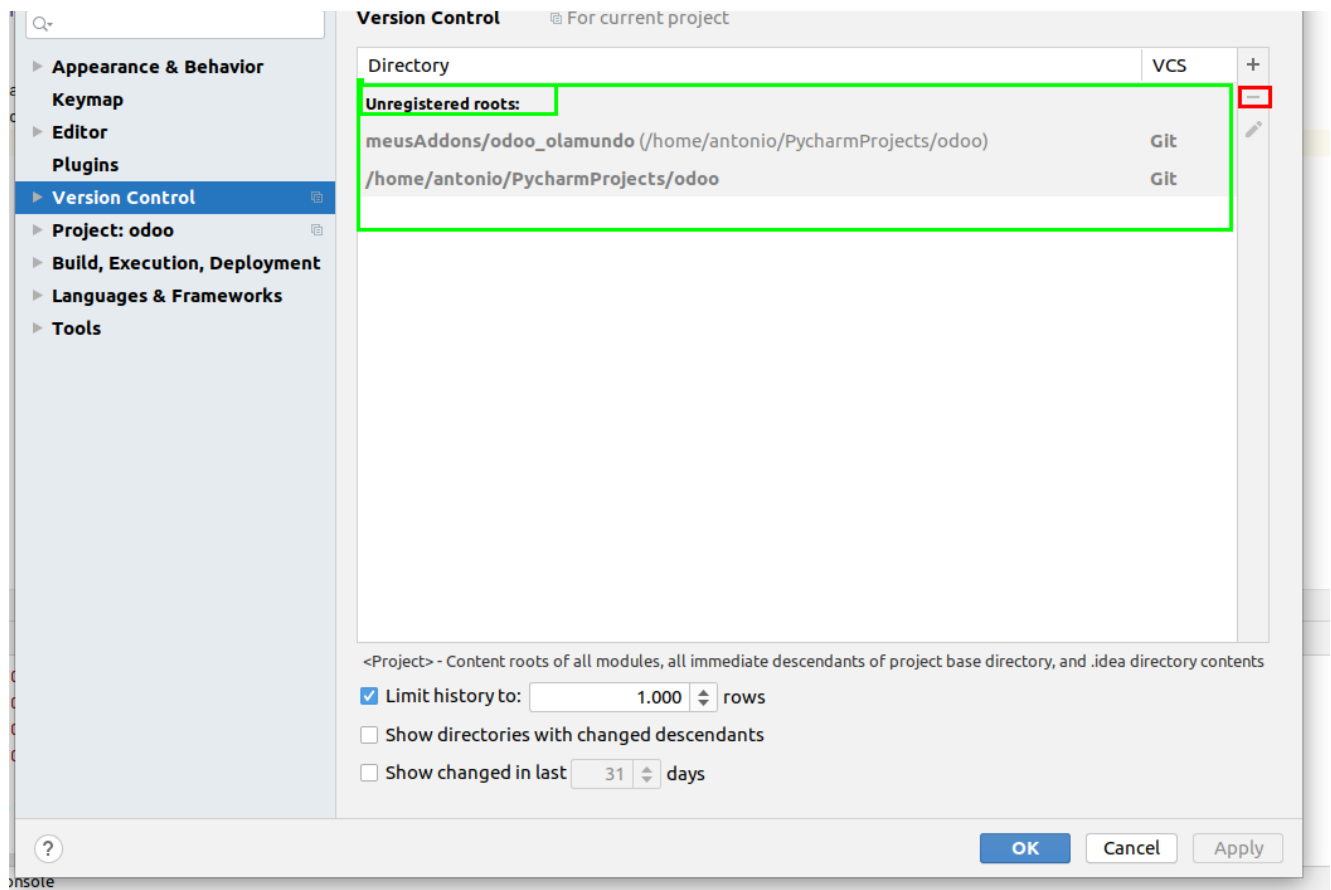 Version Control For current project
Appearance & Behavior
Keymap
Editor
Plugins
Version Control
Project: odoo
Build, Execution, Deployment
Languages & Frameworks
Tools
Directory VCS
Unregistered roots:
meusAddons/odoo_olamundo (/home/antonio/PycharmProjects/odoo) Git
/home/antonio/PycharmProjects/odoo Git
<Project> - Content roots of all modules, all immediate descendants of project base directory, and .idea directory contents
Limit history to: 1.000 rows
Show directories with changed descendants
Show changed in last 31 days
? OK Cancel Apply